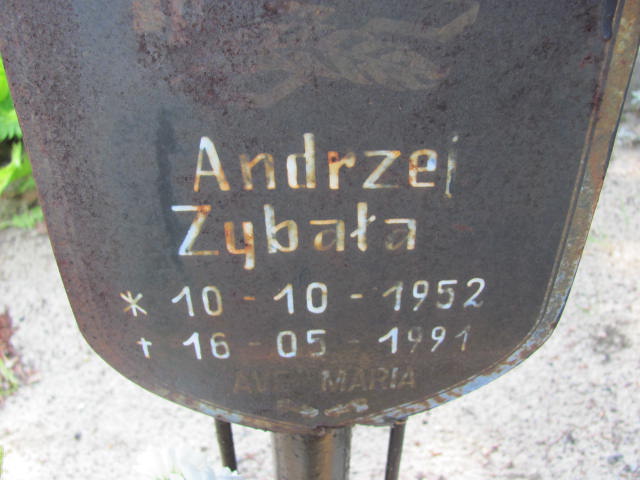 Andrzej
Zybała
* 10 - 10 - 1952
† 16 - 05 - 1991
AVE MARIA